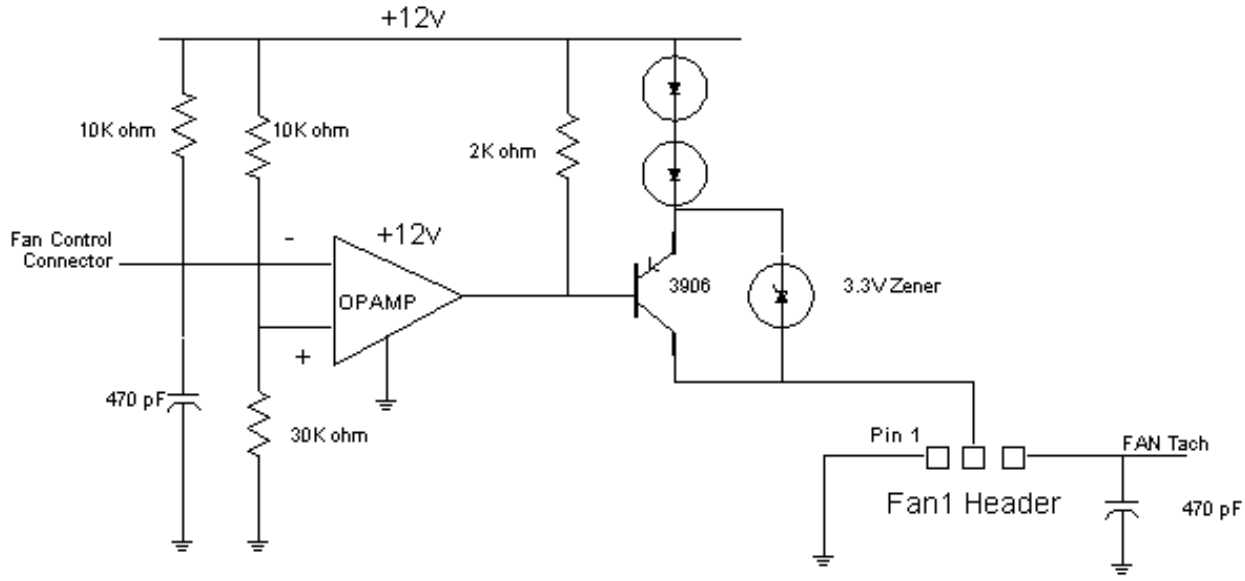 +12v
10K ohm
10K ohm
2K ohm
Fan Control
Connector
-
+12v
OPAMP
+
3906
3.3V Zener
470 pF
30K ohm
Pin 1
FAN Tach
Fan1 Header
470 pF